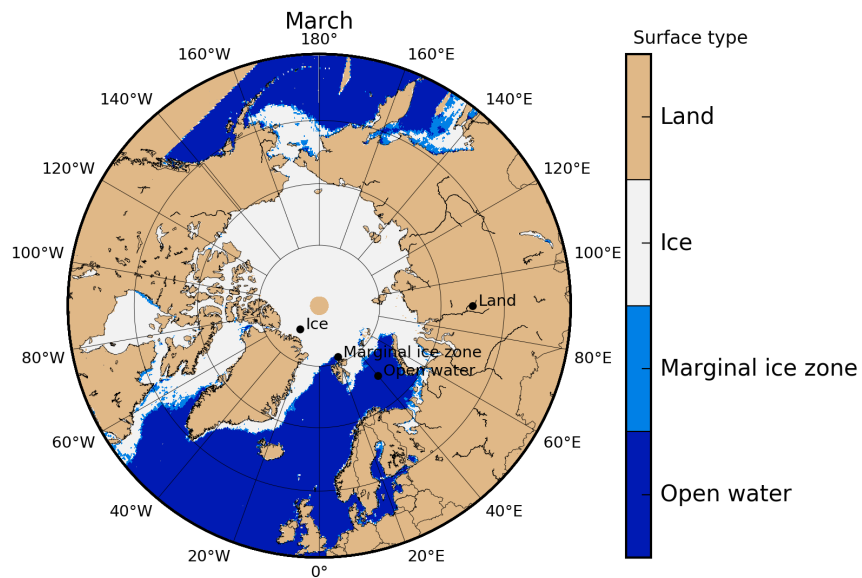 March
180°
160°W
160°E
Surface type
140°W
140°E
Land
120°W
120°E
Ice
100°W
100°E
Land
Ice
Marginal ice zone
Open water
80°W
80°E
Marginal ice zone
60°W
60°E
Open water
40°W
40°E
20°W
20°E
0°